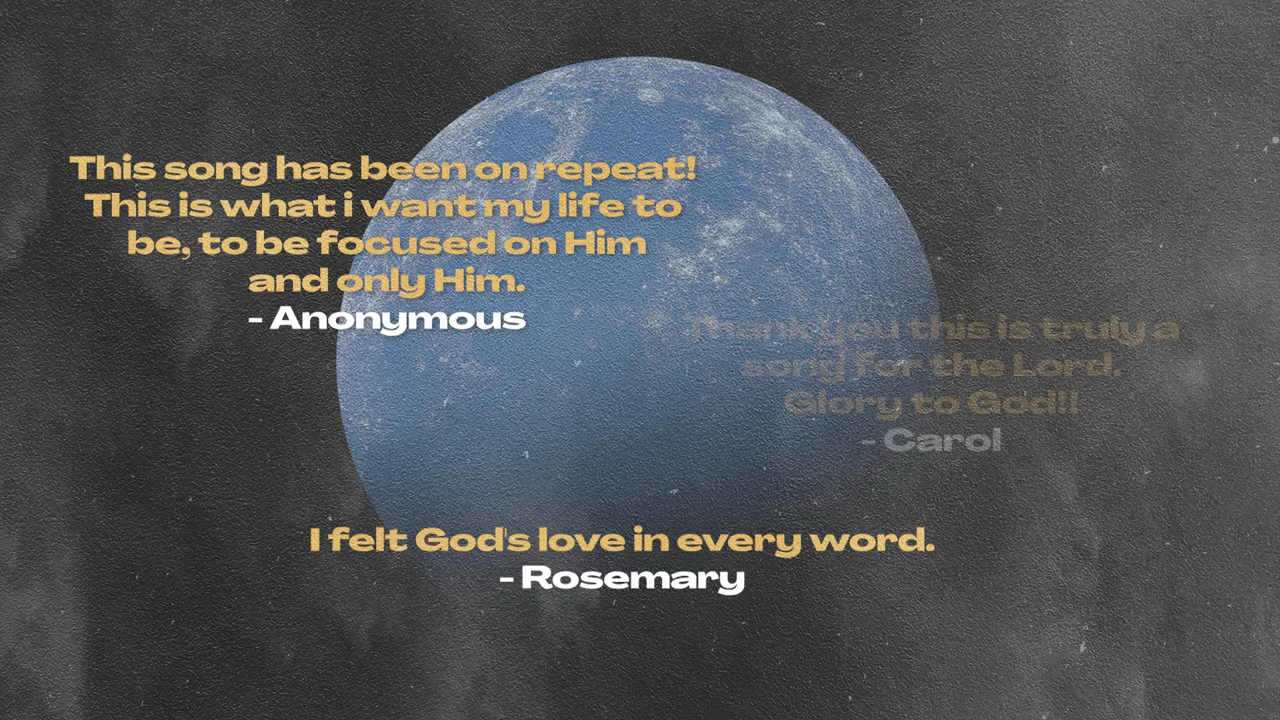 This song has been on repeat!
This is what i want my life to
be, to be focused on Him
and only Him.
- Anonymous
Thank you this is truly a
song for the Lord.
Glory to God!!
- Carol
I felt God's love in every word.
- Rosemary